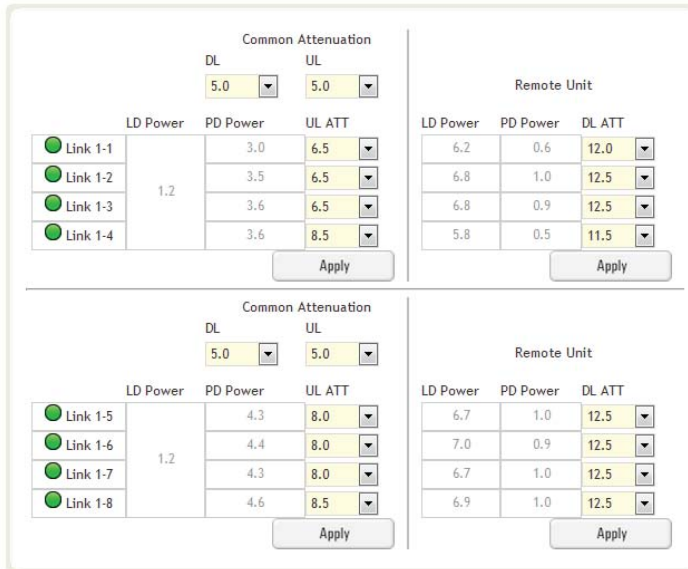 Common Attenuation
DL UL
5.0 5.0 Remote Unit
LD Power PD Power UL ATT LD Power PD Power DL ATT
Link 1-1 3.0 6.5 6.2 0.6 12.0
Link 1-2 3.5 6.5 6.8 1.0 12.5
1.2
Link 1-3 3.6 6.5 6.8 0.9 12.5
Link 1-4 3.6 8.5 5.8 0.5 11.5
Apply Apply
Common Attenuation
DL UL
5.0 5.0 Remote Unit
LD Power PD Power UL ATT LD Power PD Power DL ATT
Link 1-5 4.3 8.0 6.7 1.0 12.5
Link 1-6 4.4 8.0 7.0 0.9 12.5
1.2
Link 1-7 4.3 8.0 6.7 1.0 12.5
Link 1-8 4.6 8.5 6.9 1.0 12.5
Apply Apply